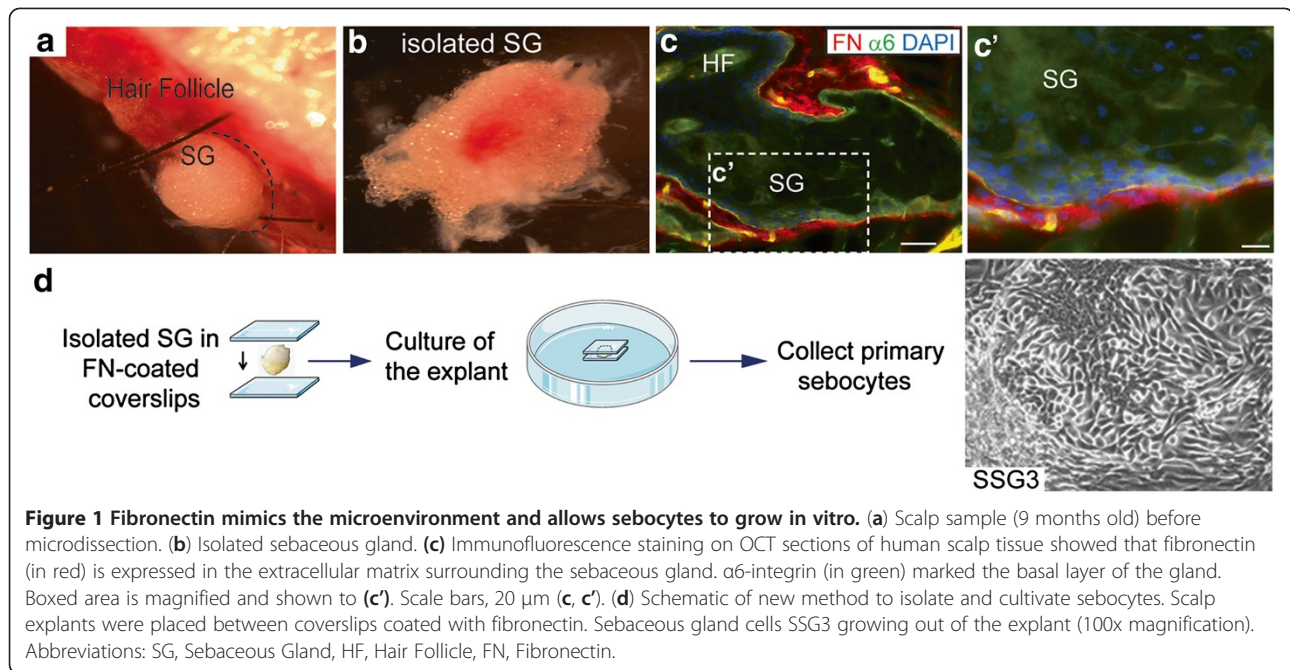 a
Hair Follicle
SG
b
isolated SG
c
FN α6 DAPI
HF
c'
SG
c'
SG
d
Isolated SG in
FN-coated
coverslips
Culture of
the explant
Collect primary
sebocytes
SSG3
Figure 1 Fibronectin mimics the microenvironment and allows sebocytes to grow in vitro. (a) Scalp sample (9 months old) before
microdissection. (b) Isolated sebaceous gland. (c) Immunofluorescence staining on OCT sections of human scalp tissue showed that fibronectin
(in red) is expressed in the extracellular matrix surrounding the sebaceous gland. α6-integrin (in green) marked the basal layer of the gland.
Boxed area is magnified and shown to (c'). Scale bars, 20 μm (c, c'). (d) Schematic of new method to isolate and cultivate sebocytes. Scalp
explants were placed between coverslips coated with fibronectin. Sebaceous gland cells SSG3 growing out of the explant (100x magnification).
Abbreviations: SG, Sebaceous Gland, HF, Hair Follicle, FN, Fibronectin.